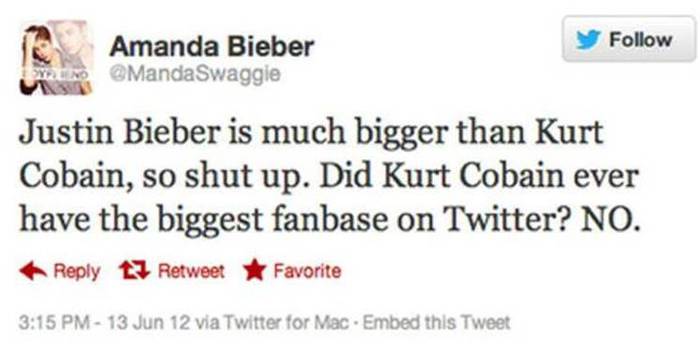 Amanda Bieber
@MandaSwaggie
Follow
Justin Bieber is much bigger than Kurt
Cobain, so shut up. Did Kurt Cobain ever
have the biggest fanbase on Twitter? NO.
Reply Retweet Favorite
3:15 PM - 13 Jun 12 via Twitter for Mac · Embed this Tweet